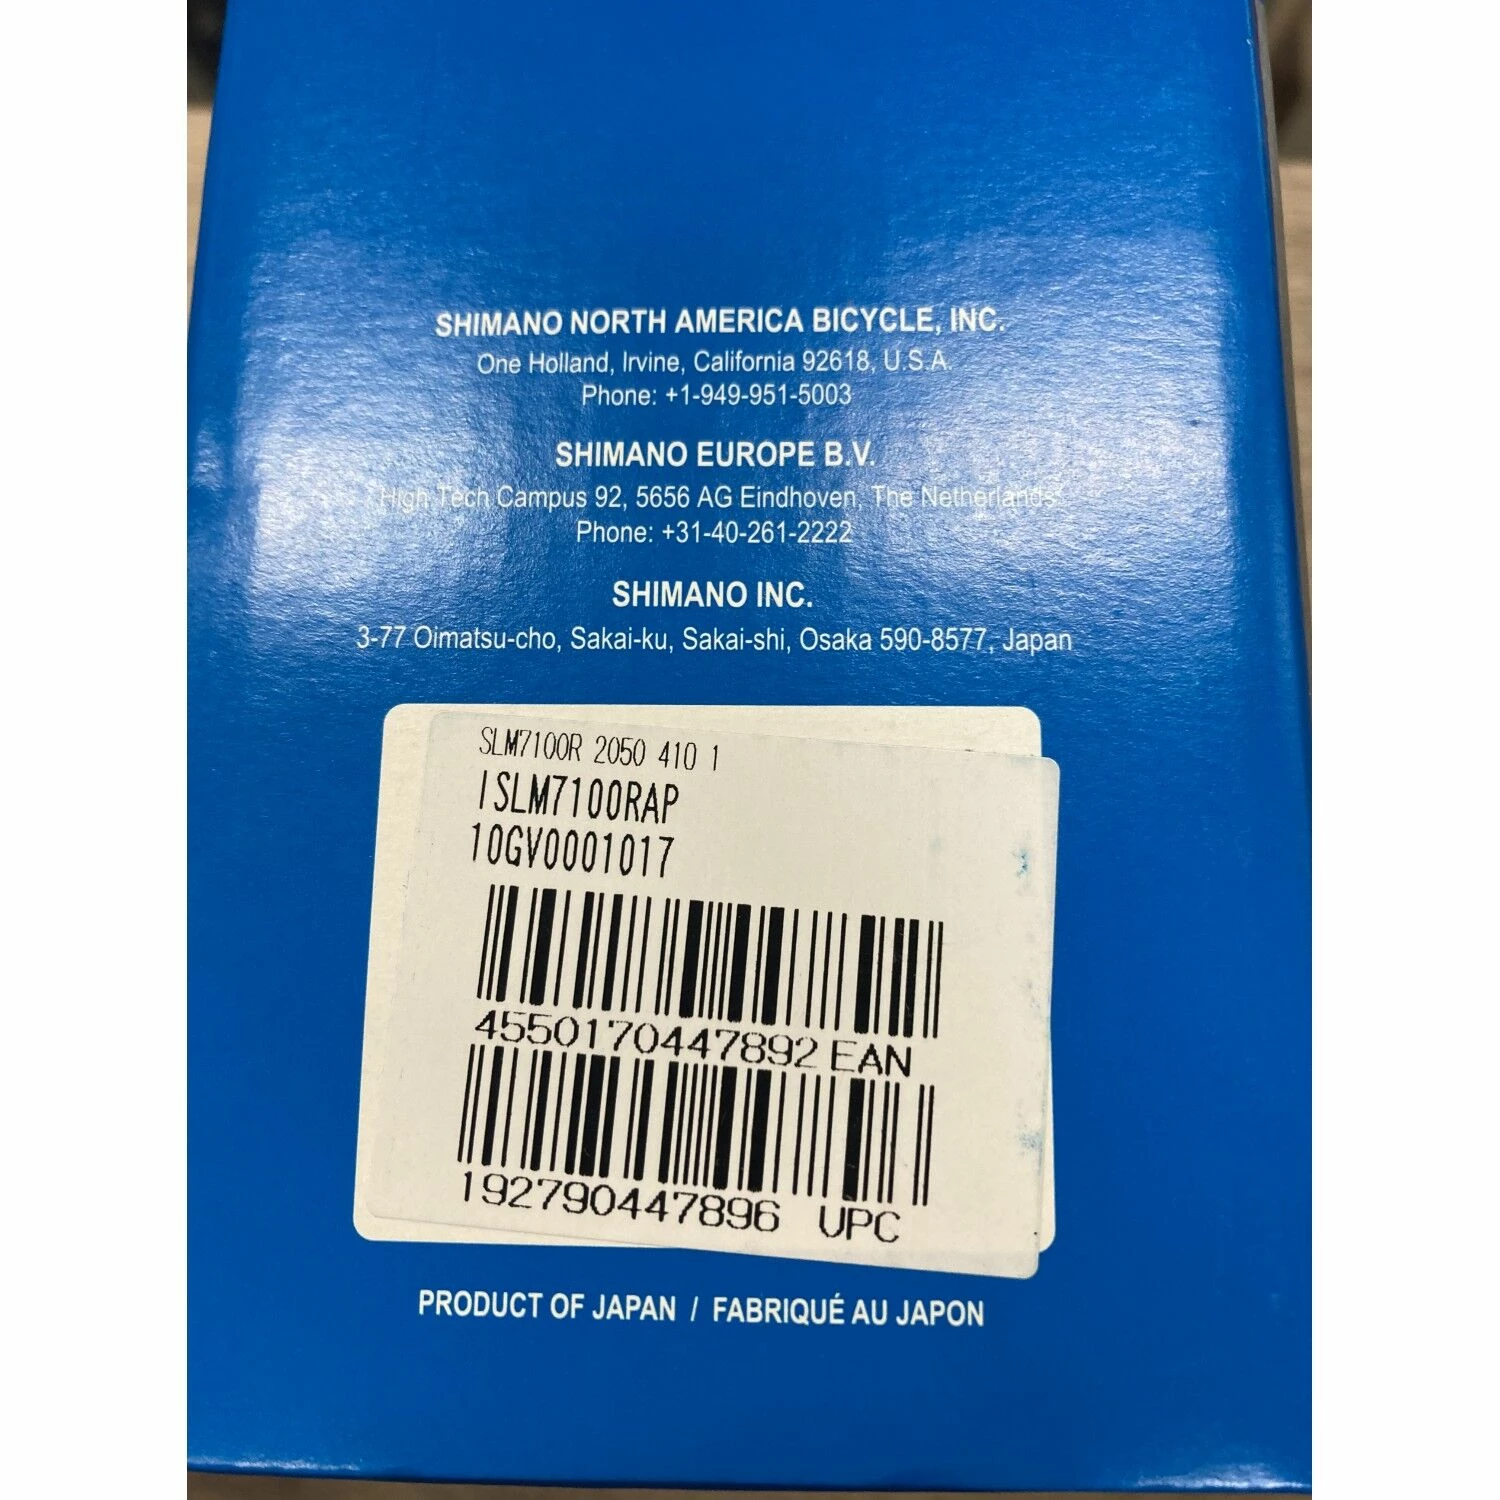 SHIMANO NORTH AMERICA BICYCLE, INC.
One Holland, Irvine, California 92618, U.S.A.
Phone: +1-949-951-5003
SHIMANO EUROPE B.V.
High Tech Campus 92, 5656 AG Eindhoven, The Netherlands
Phone: +31-40-261-2222
SHIMANO INC.
3-77 Oimatsu-cho, Sakai-ku, Sakai-shi, Osaka 590-8577, Japan
SLM7100R 2050 410 1
ISLM7100RAP
10GV0001017
4550170447892 EAN
192790447896 UPC
PRODUCT OF JAPAN / FABRIQUÉ AU JAPON